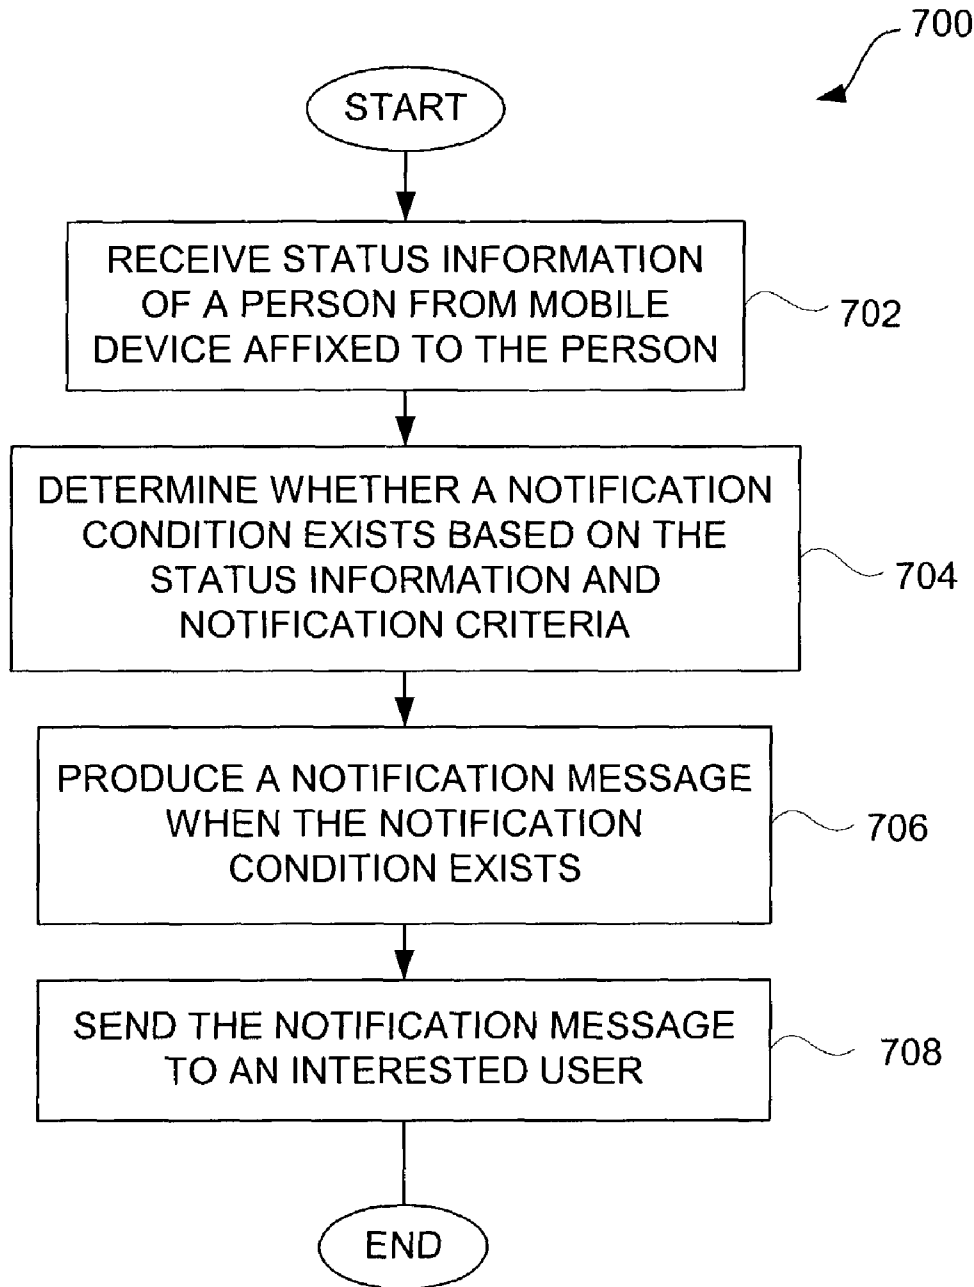 700
START
RECEIVE STATUS INFORMATION
OF A PERSON FROM MOBILE
DEVICE AFFIXED TO THE PERSON
702
DETERMINE WHETHER A NOTIFICATION
CONDITION EXISTS BASED ON THE
STATUS INFORMATION AND
NOTIFICATION CRITERIA
704
PRODUCE A NOTIFICATION MESSAGE
WHEN THE NOTIFICATION
CONDITION EXISTS
706
SEND THE NOTIFICATION MESSAGE
TO AN INTERESTED USER
708
END